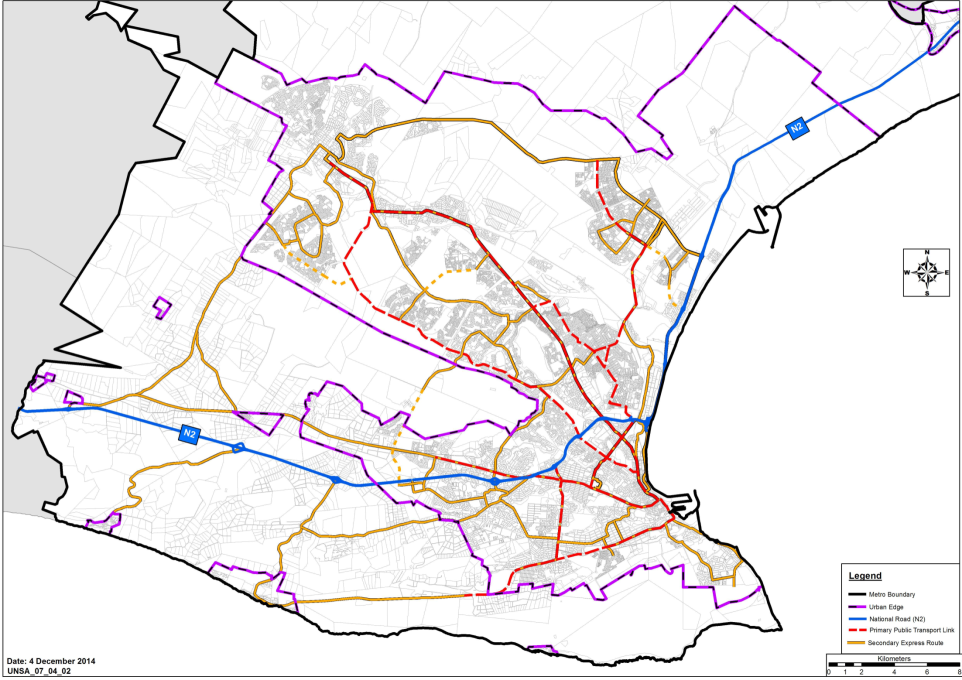 N2
N
W E
S
N2
Legend
Metro Boundary
Urban Edge
National Road (N2)
Primary Public Transport Link
Secondary Express Route
Kilometers
0 1 2 4 6 8
Date: 4 December 2014
UNSA_07_04_02